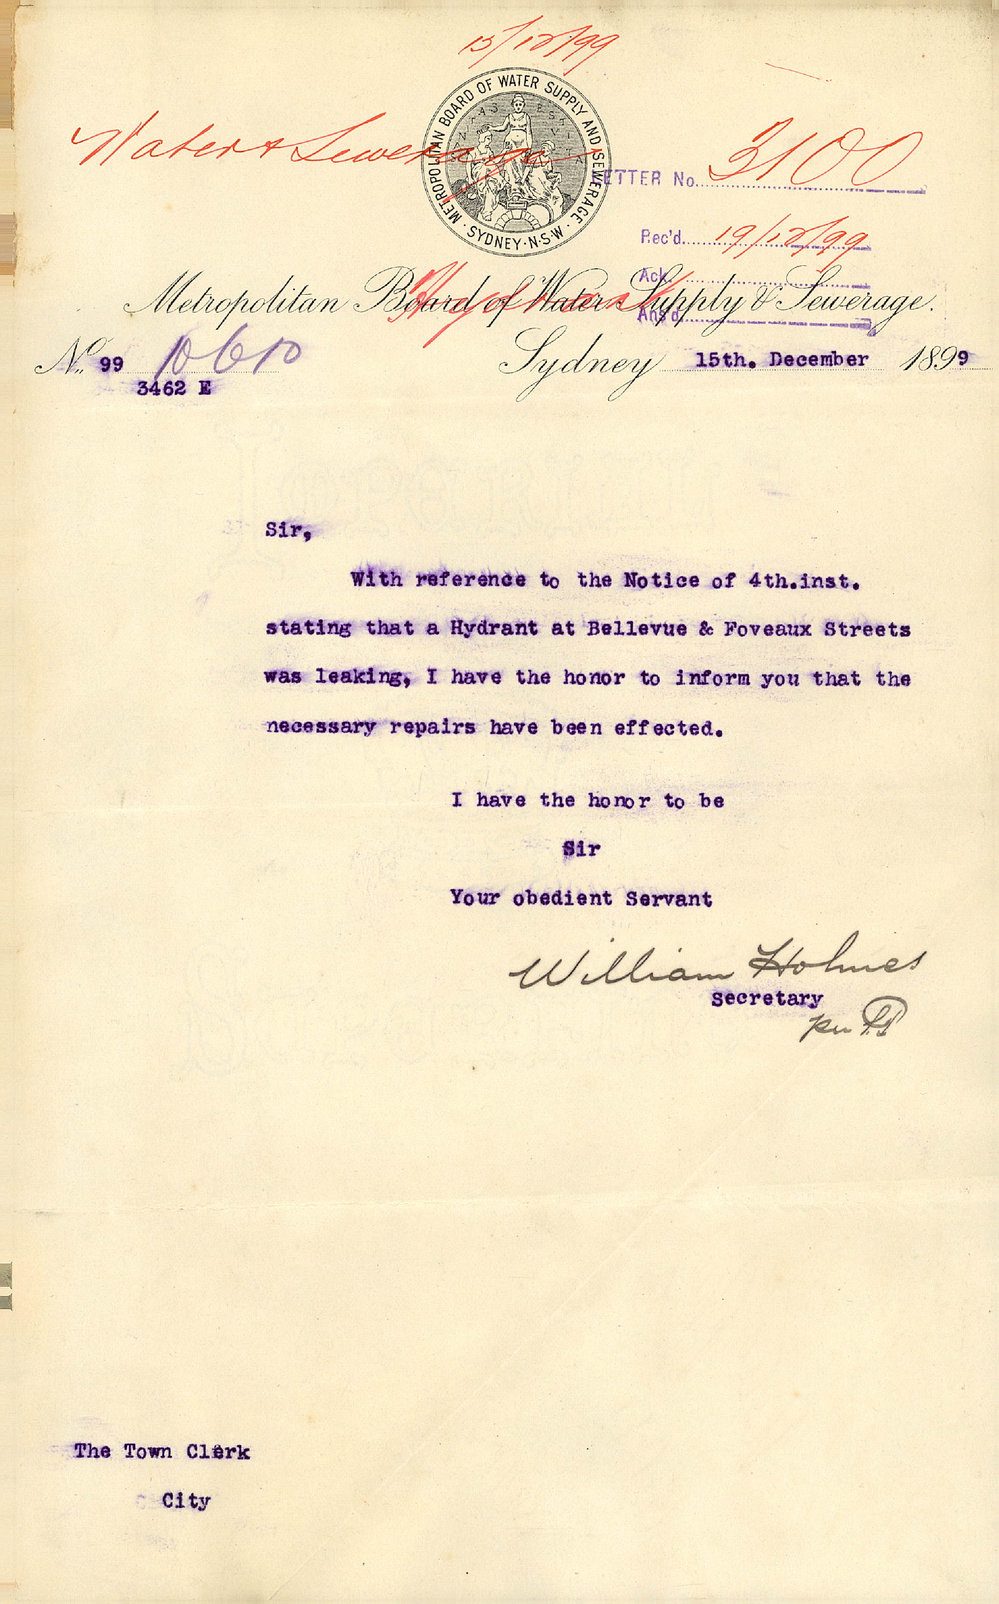 15/12/99
METROPOLITAN BOARD OF WATER SUPPLY AND SEWERAGE
· SYDNEY · N·S·W ·
Water & Sewerage
LETTER No. 3100
Rec'd. 19/12/99
Ack.
Ans'd
Metropolitan Board of Water Supply & Sewerage.
No. 99
3462 E
Sydney 15th. December 1899
Sir,
With reference to the Notice of 4th.inst.
stating that a Hydrant at Bellevue & Foveaux Streets
was leaking, I have the honor to inform you that the
necessary repairs have been effected.
I have the honor to be
Sir
Your obedient Servant
William Holmes
Secretary
The Town Clerk
City